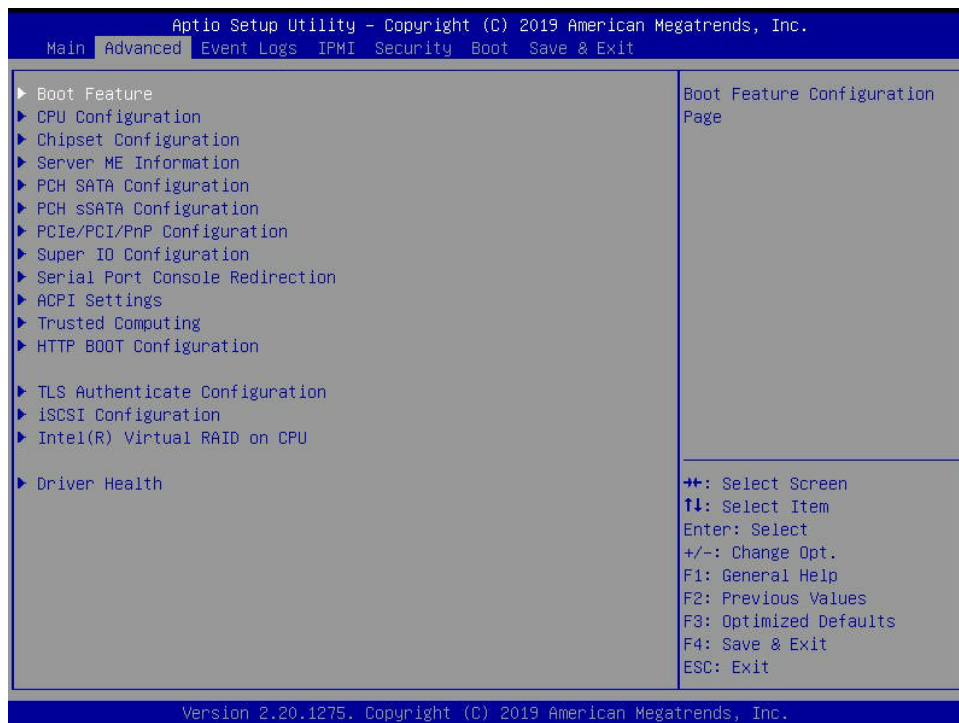 Aptio Setup Utility – Copyright (C) 2019 American Megatrends, Inc.
Main Advanced Event Logs IPMI Security Boot Save & Exit
▶ Boot Feature
▶ CPU Configuration
▶ Chipset Configuration
▶ Server ME Information
▶ PCH SATA Configuration
▶ PCH sSATA Configuration
▶ PCIe/PCI/PnP Configuration
▶ Super IO Configuration
▶ Serial Port Console Redirection
▶ ACPI Settings
▶ Trusted Computing
▶ HTTP BOOT Configuration
▶ TLS Authenticate Configuration
▶ iSCSI Configuration
▶ Intel(R) Virtual RAID on CPU
▶ Driver Health
Boot Feature Configuration
Page
→←: Select Screen
↑↓: Select Item
Enter: Select
+/-: Change Opt.
F1: General Help
F2: Previous Values
F3: Optimized Defaults
F4: Save & Exit
ESC: Exit
Version 2.20.1275. Copyright (C) 2019 American Megatrends, Inc.